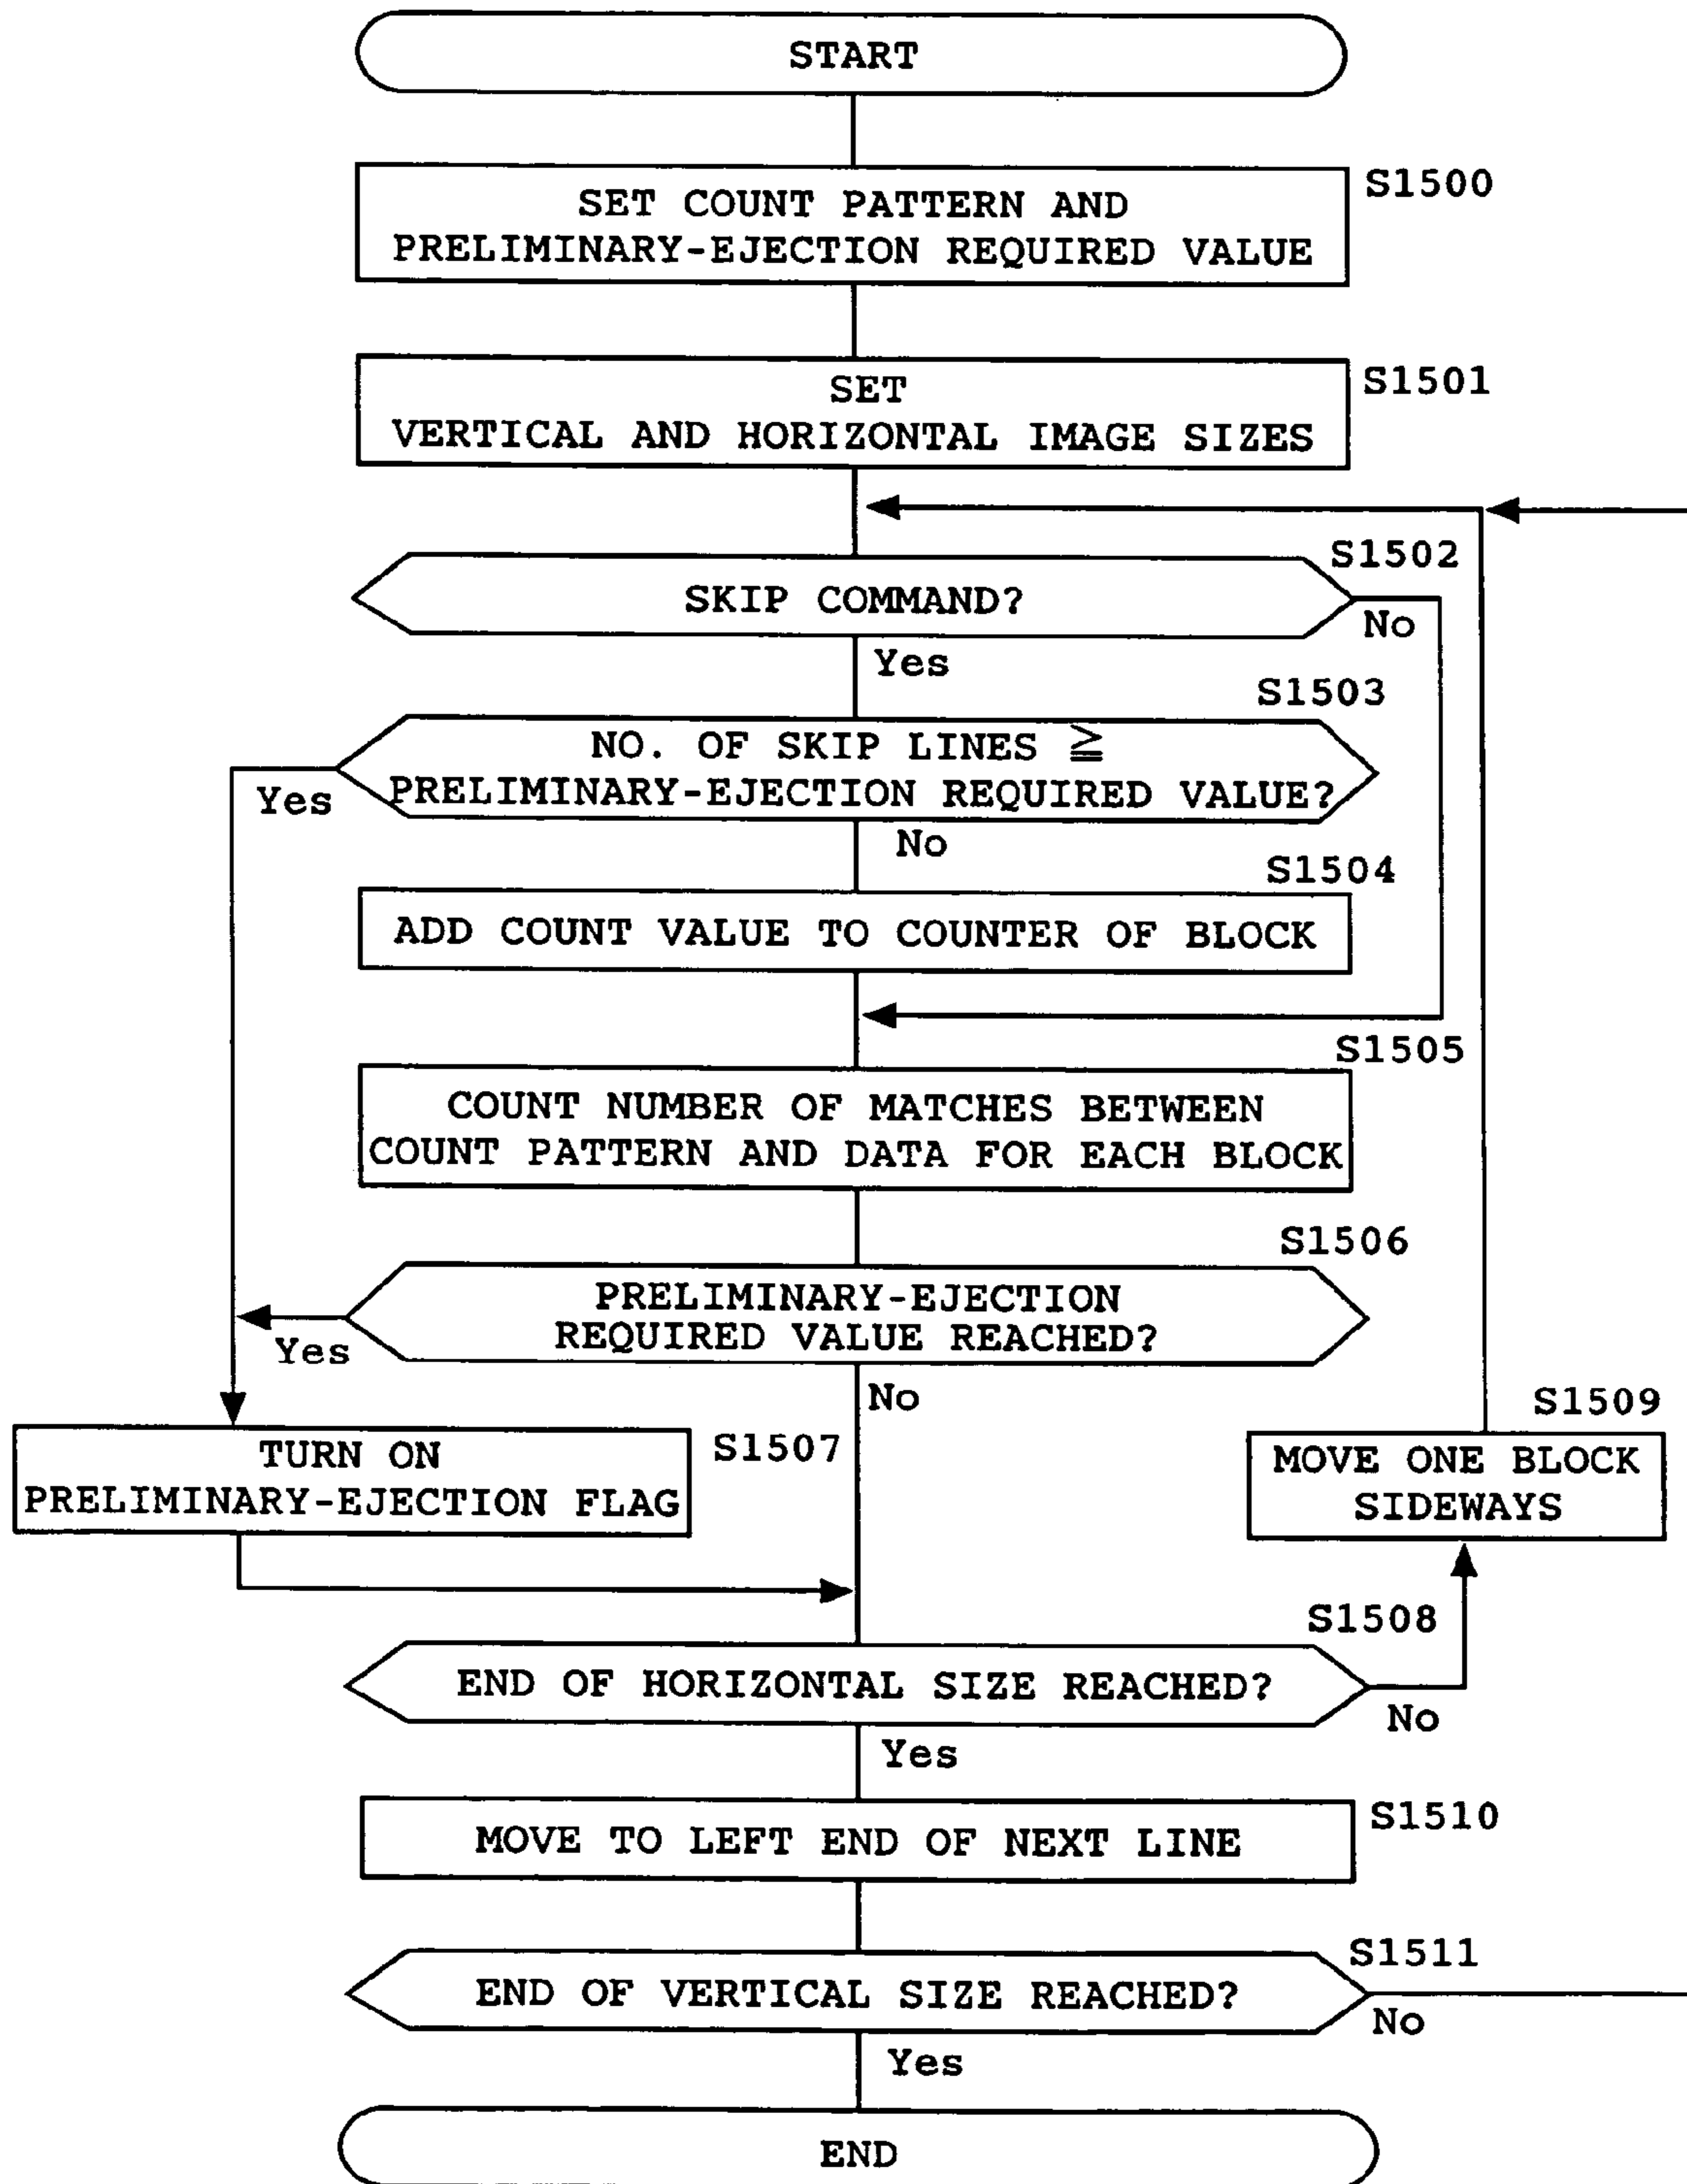 START
SET COUNT PATTERN AND
PRELIMINARY-EJECTION REQUIRED VALUE
S1500
SET
VERTICAL AND HORIZONTAL IMAGE SIZES
S1501
SKIP COMMAND?
S1502
No
Yes
S1503
NO. OF SKIP LINES ≧
PRELIMINARY-EJECTION REQUIRED VALUE?
Yes
No
S1504
ADD COUNT VALUE TO COUNTER OF BLOCK
S1505
COUNT NUMBER OF MATCHES BETWEEN
COUNT PATTERN AND DATA FOR EACH BLOCK
S1506
PRELIMINARY-EJECTION
REQUIRED VALUE REACHED?
Yes
No
TURN ON
PRELIMINARY-EJECTION FLAG
S1507
S1509
MOVE ONE BLOCK
SIDEWAYS
S1508
END OF HORIZONTAL SIZE REACHED?
No
Yes
MOVE TO LEFT END OF NEXT LINE
S1510
S1511
END OF VERTICAL SIZE REACHED?
No
Yes
END